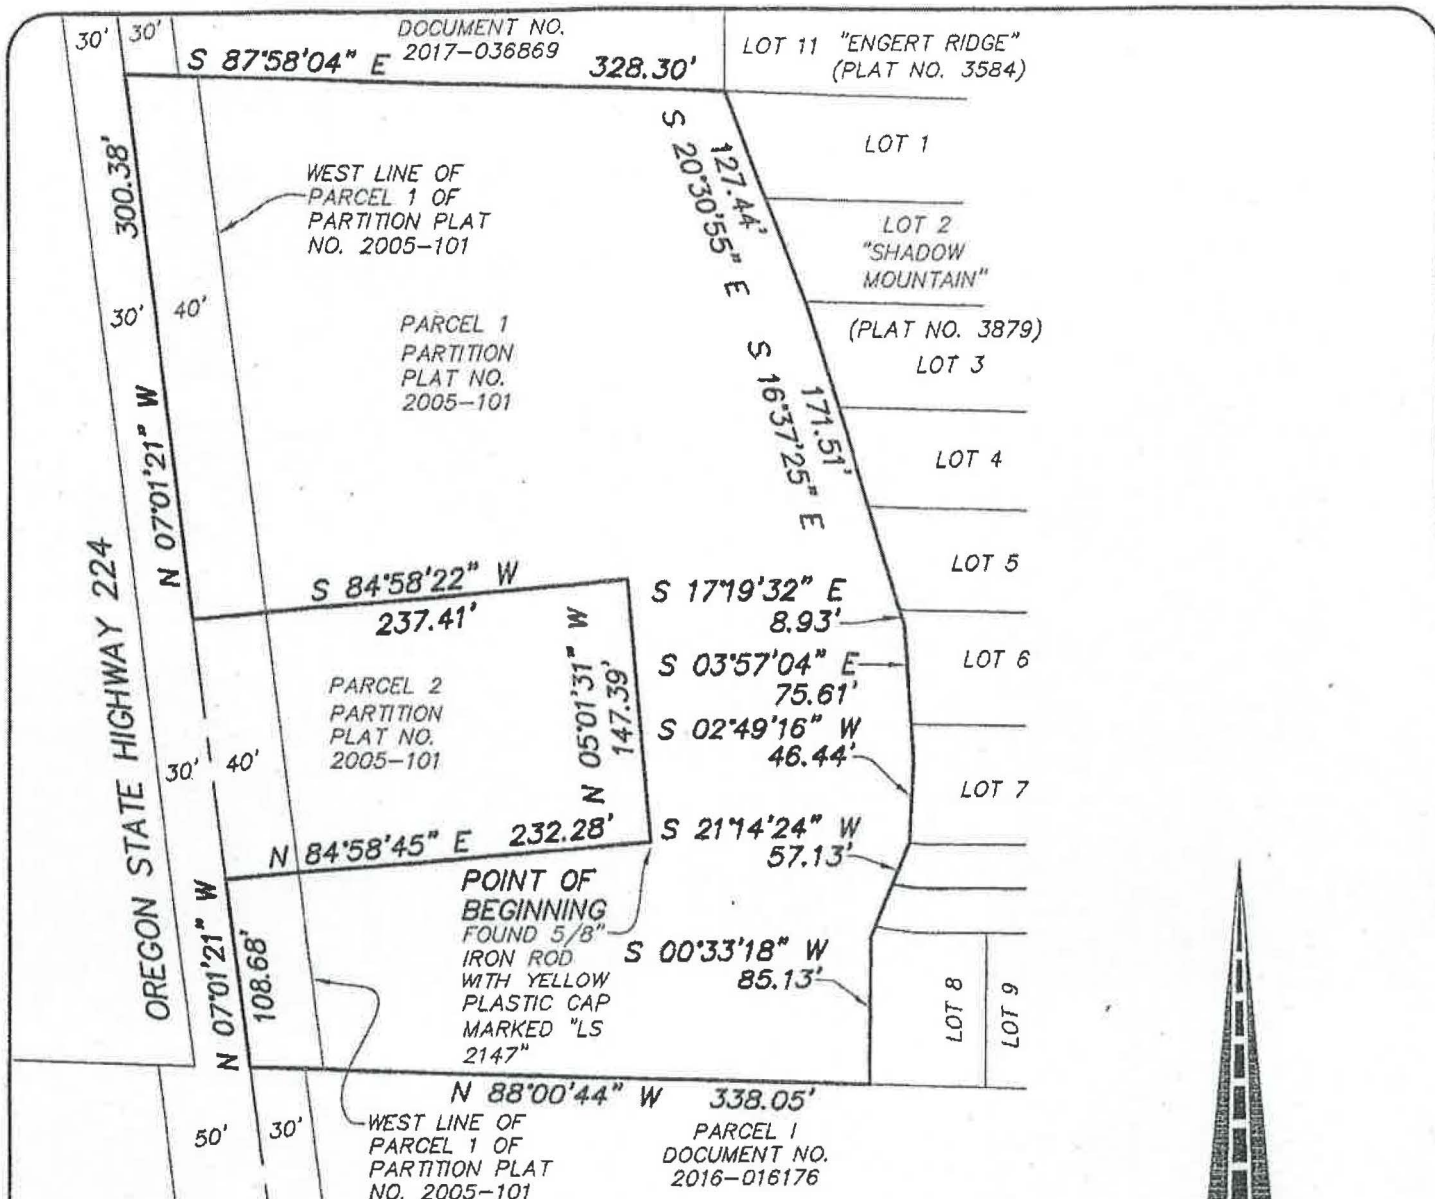 30' 30'
DOCUMENT NO.
2017-036869
S 87°58'04" E
328.30'
LOT 11 "ENGERT RIDGE"
(PLAT NO. 3584)
300.38'
WEST LINE OF
PARCEL 1 OF
PARTITION PLAT
NO. 2005-101
127.44'
S 20°30'55" E
LOT 1
LOT 2
"SHADOW
MOUNTAIN"
(PLAT NO. 3879)
LOT 3
30' 40'
PARCEL 1
PARTITION
PLAT NO.
2005-101
171.51'
S 16°37'25" E
LOT 4
N 07°01'21" W
LOT 5
OREGON STATE HIGHWAY 224
S 84°58'22" W
237.41'
S 17°19'32" E
8.93'
S 03°57'04" E
75.61'
LOT 6
PARCEL 2
PARTITION
PLAT NO.
2005-101
N 05°01'31" W
147.39'
S 02°49'16" W
46.44'
30' 40'
LOT 7
N 84°58'45" E
232.28'
S 21°14'24" W
57.13'
POINT OF
BEGINNING
FOUND 5/8"
IRON ROD
WITH YELLOW
PLASTIC CAP
MARKED "LS
2147"
N 07°01'21" W
108.68'
S 00°33'18" W
85.13'
LOT 8
LOT 9
N 88°00'44" W 338.05'
50' 30'
WEST LINE OF
PARCEL 1 OF
PARTITION PLAT
NO. 2005-101
PARCEL I
DOCUMENT NO.
2016-016176